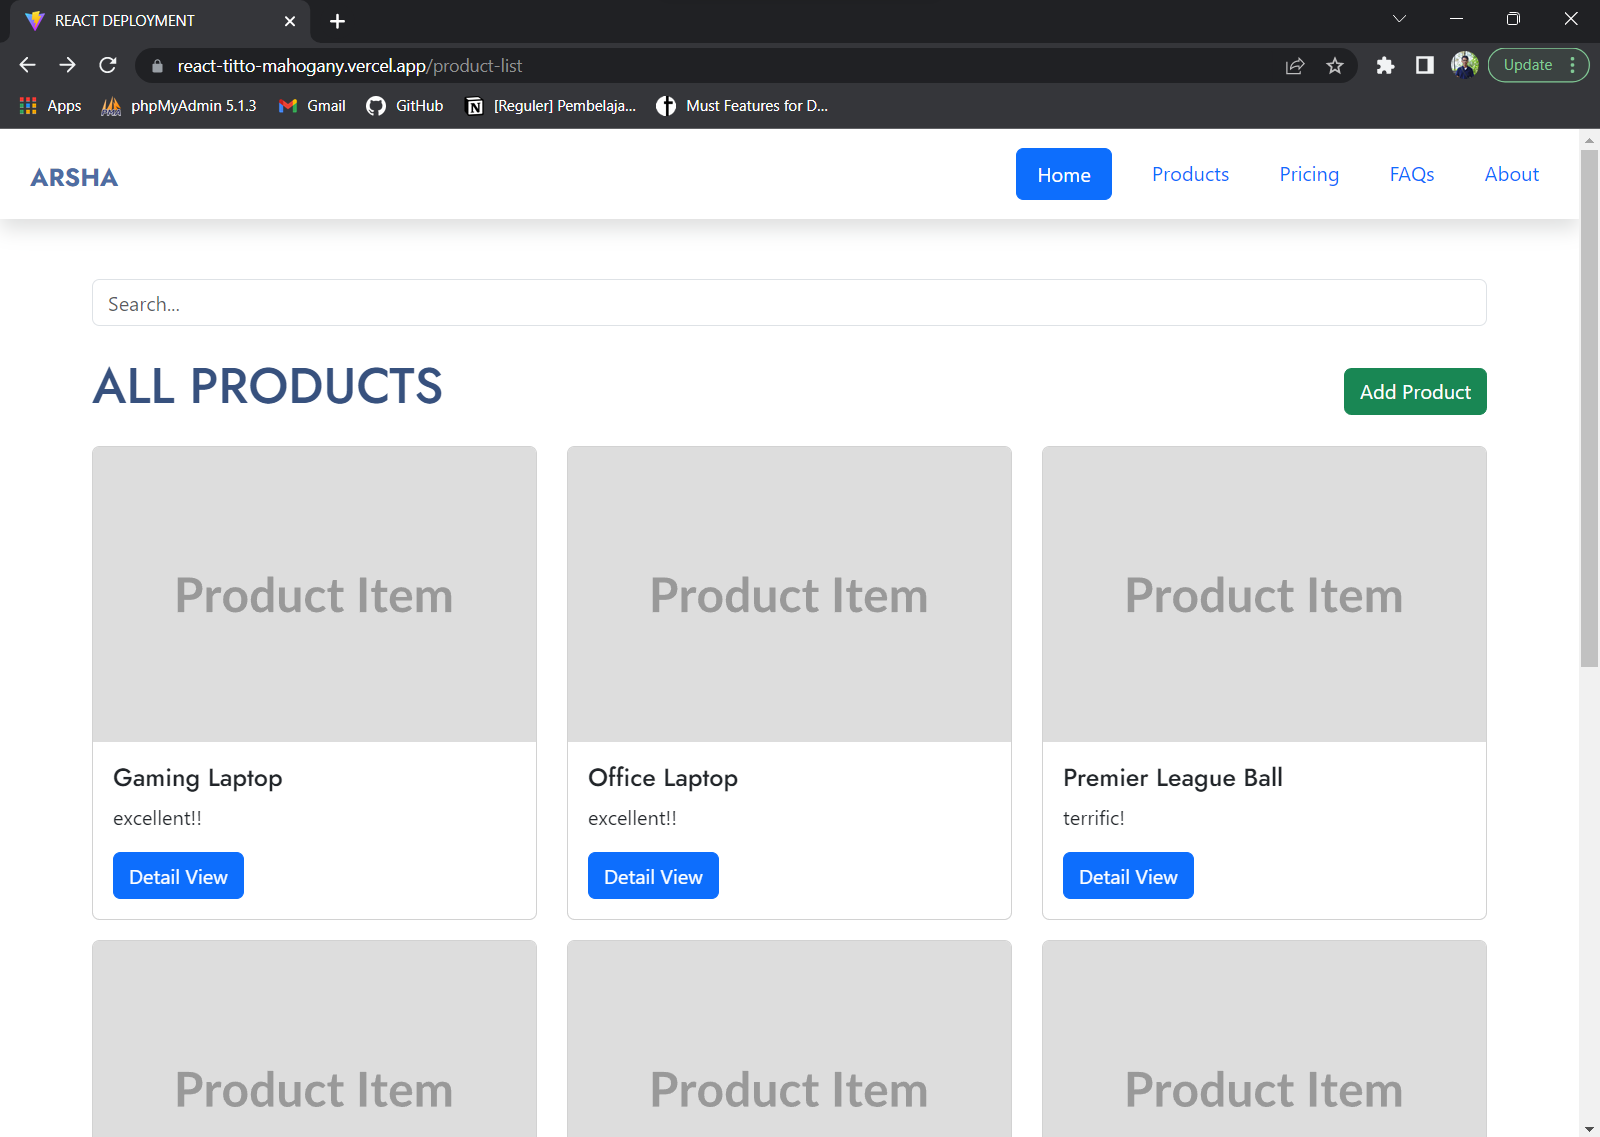 REACT DEPLOYMENT
react-titto-mahogany.vercel.app/product-list
Update
Apps
phpMyAdmin 5.1.3
Gmail
GitHub
[Reguler] Pembelaja...
Must Features for D...
ARSHA
Home
Products
Pricing
FAQs
About
Search...
ALL PRODUCTS
Add Product
Product Item
Product Item
Product Item
Gaming Laptop
Office Laptop
Premier League Ball
excellent!!
excellent!!
terrific!
Detail View
Detail View
Detail View
Product Item
Product Item
Product Item